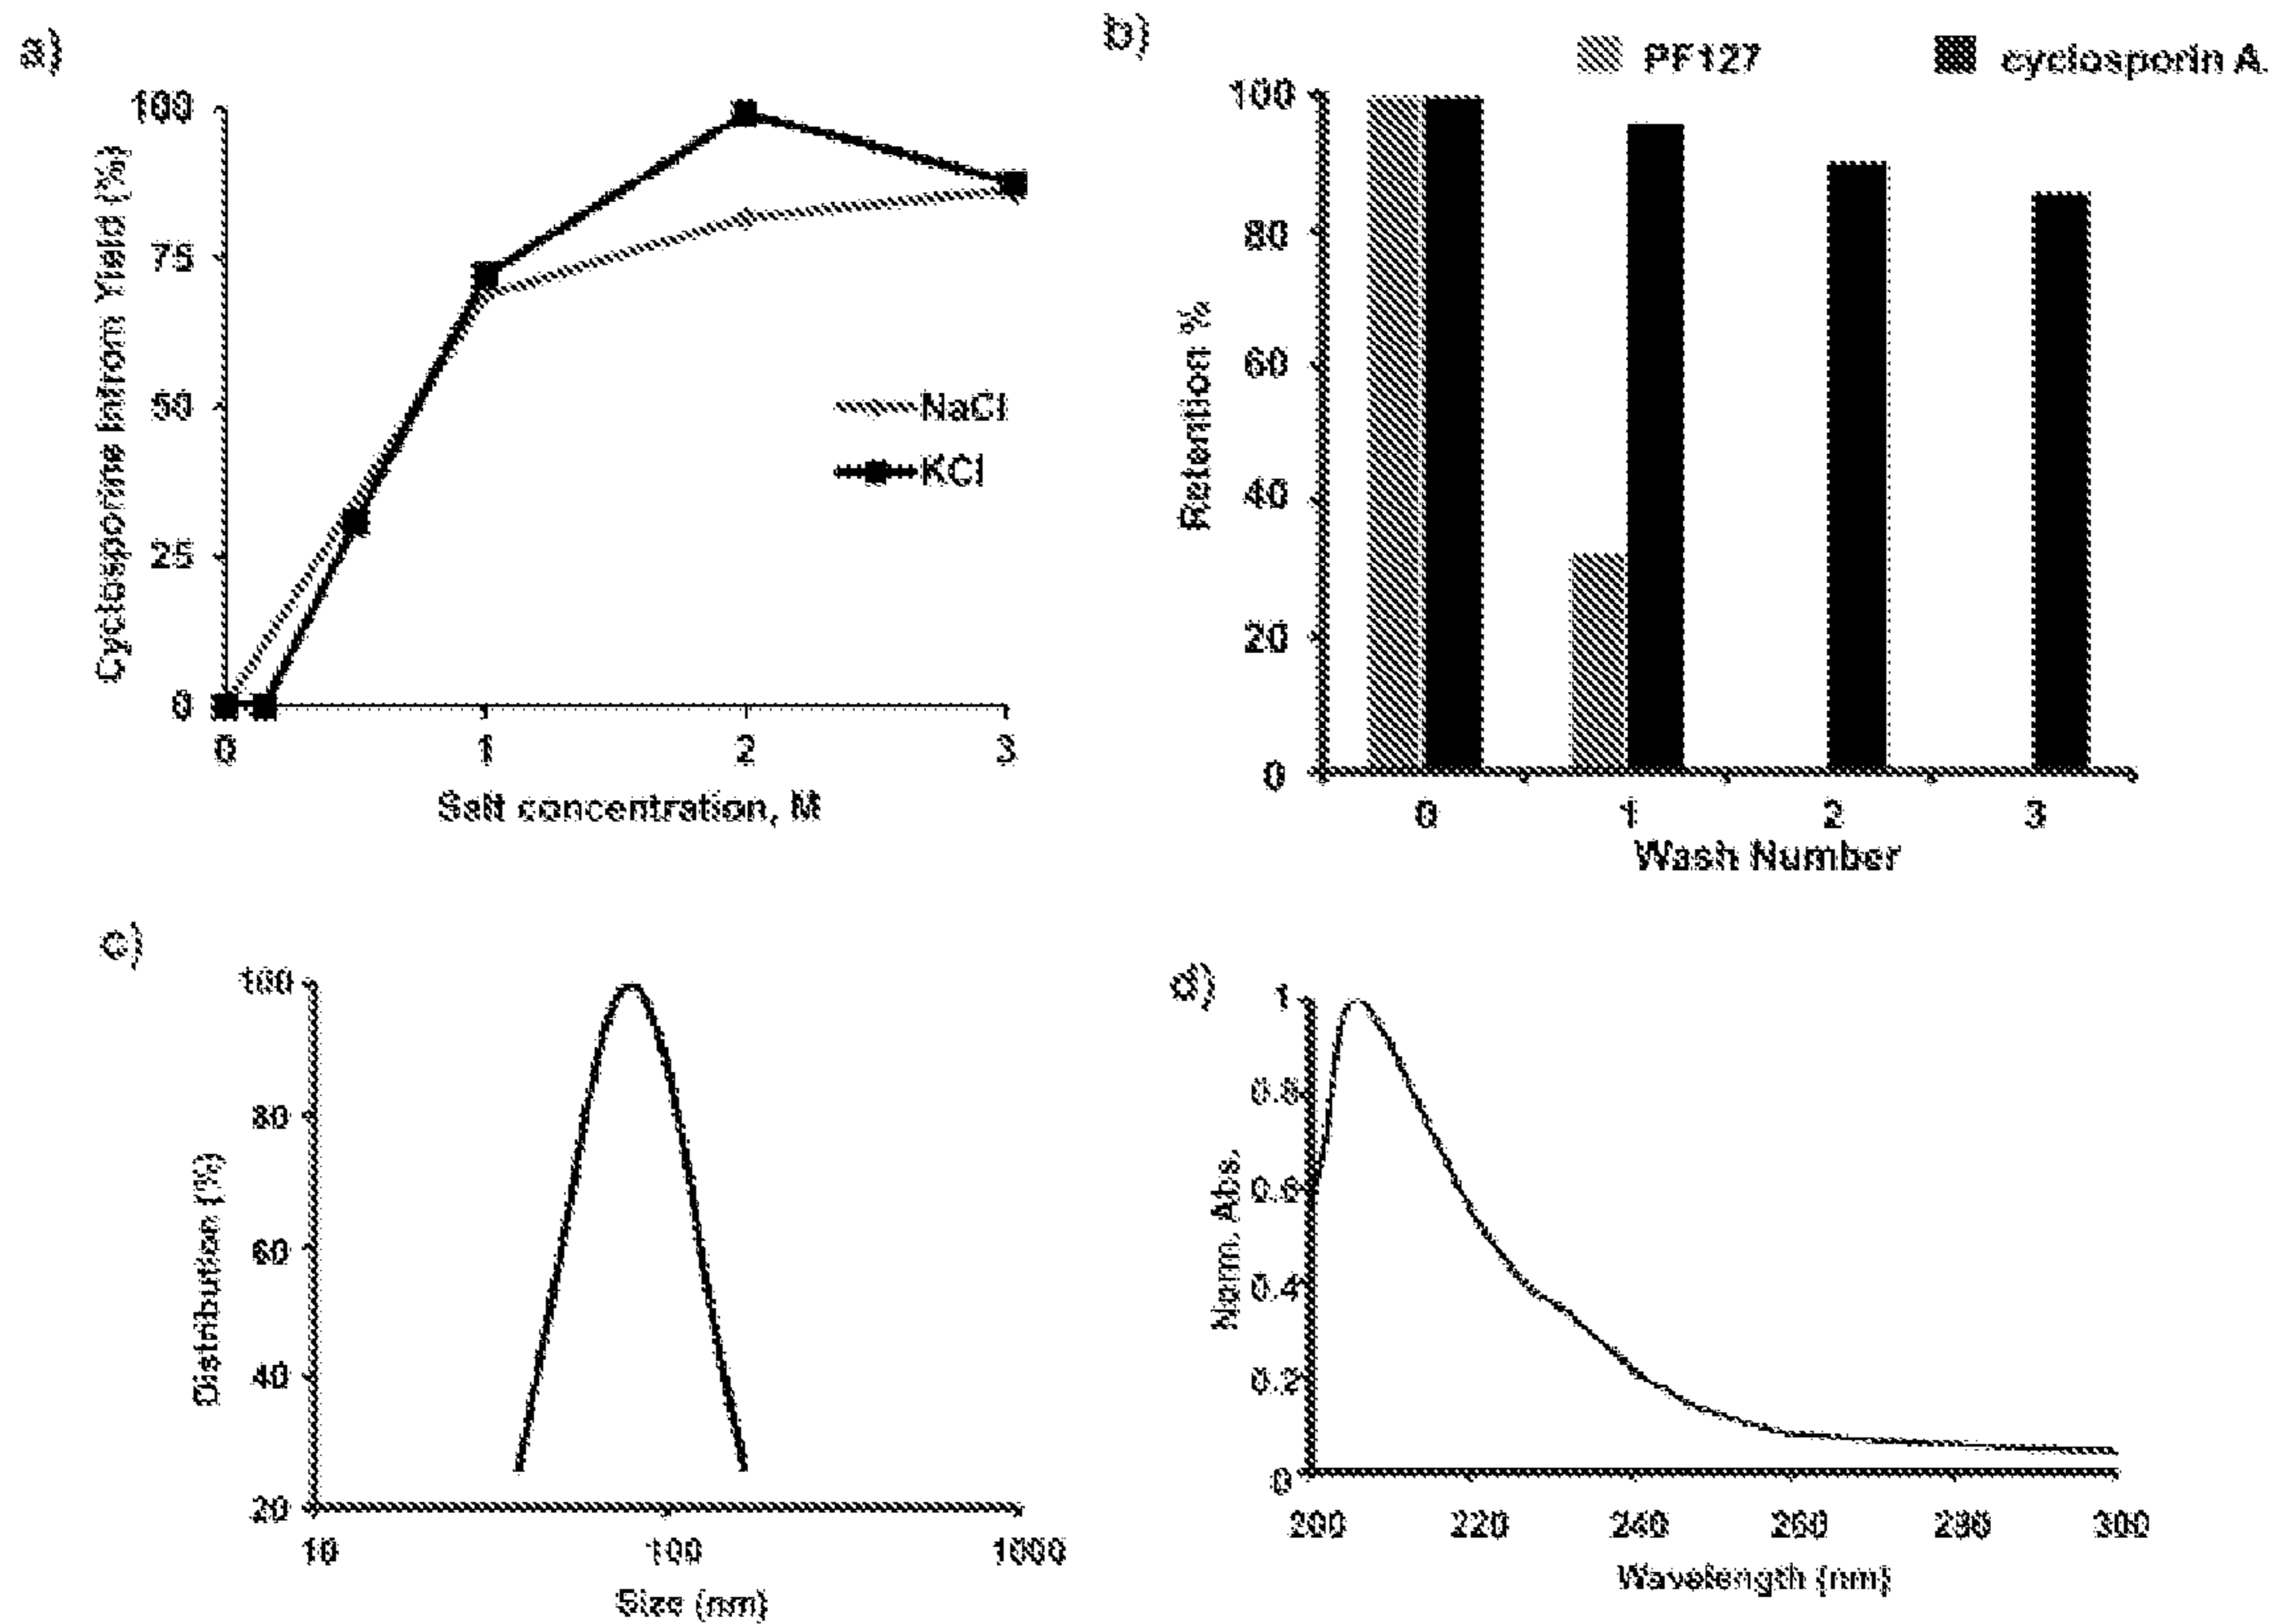 a)
100
75
50
25
0
Cyclosporine Introm Yield (%)
0 1 2 3
Salt concentration, M
NaCl
KCl
b)
PF127
cyclosporin A
100
80
60
40
20
0
Retention %
0 1 2 3
Wash Number
c)
100
80
60
40
20
Distribution (%)
10 100 1000
Size (nm)
d)
1
0.8
0.6
0.4
0.2
0
Norm. Abs.
200 220 240 260 280 300
Wavelength (nm)